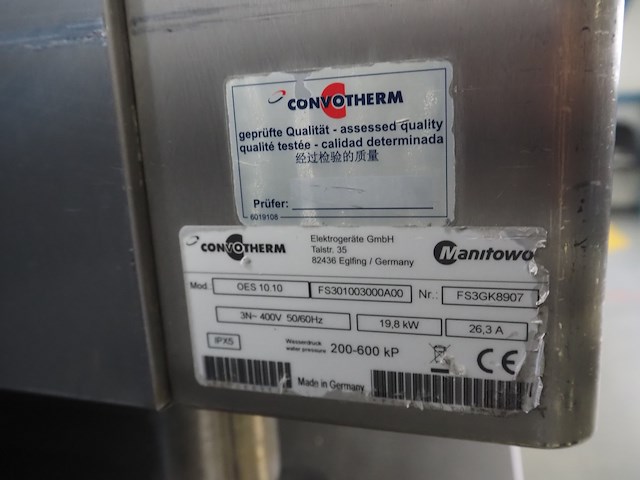 CONVOTHERM
geprüfte Qualität - assessed quality
qualité testée - calidad determinada
经过检验的质量
Prüfer:
6019108
CONVOTHERM
Elektrogeräte GmbH
Talstr. 35
82436 Eglfing / Germany
Manitowo
Mod.: OES 10.10 FS301003000A00 Nr.: FS3GK8907
3N~ 400V 50/60Hz 19,8 kW 26,3 A
IPX5 Wasserdruck
water pressure 200-600 kP
CE
Made in Germany